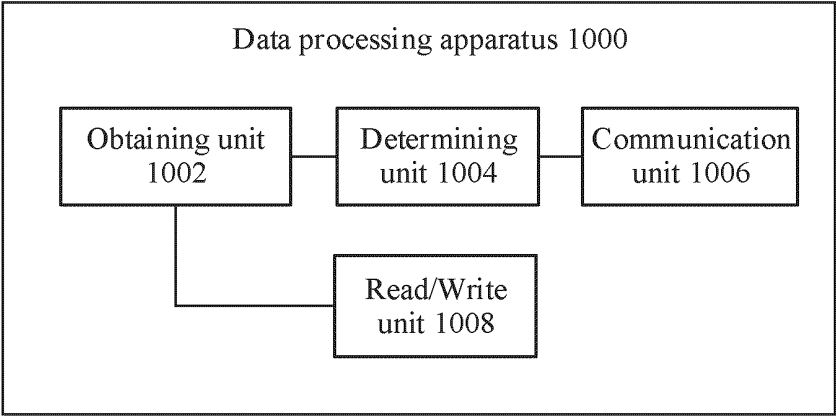 Data processing apparatus 1000
Obtaining unit
1002
Determining
unit 1004
Communication
unit 1006
Read/Write
unit 1008